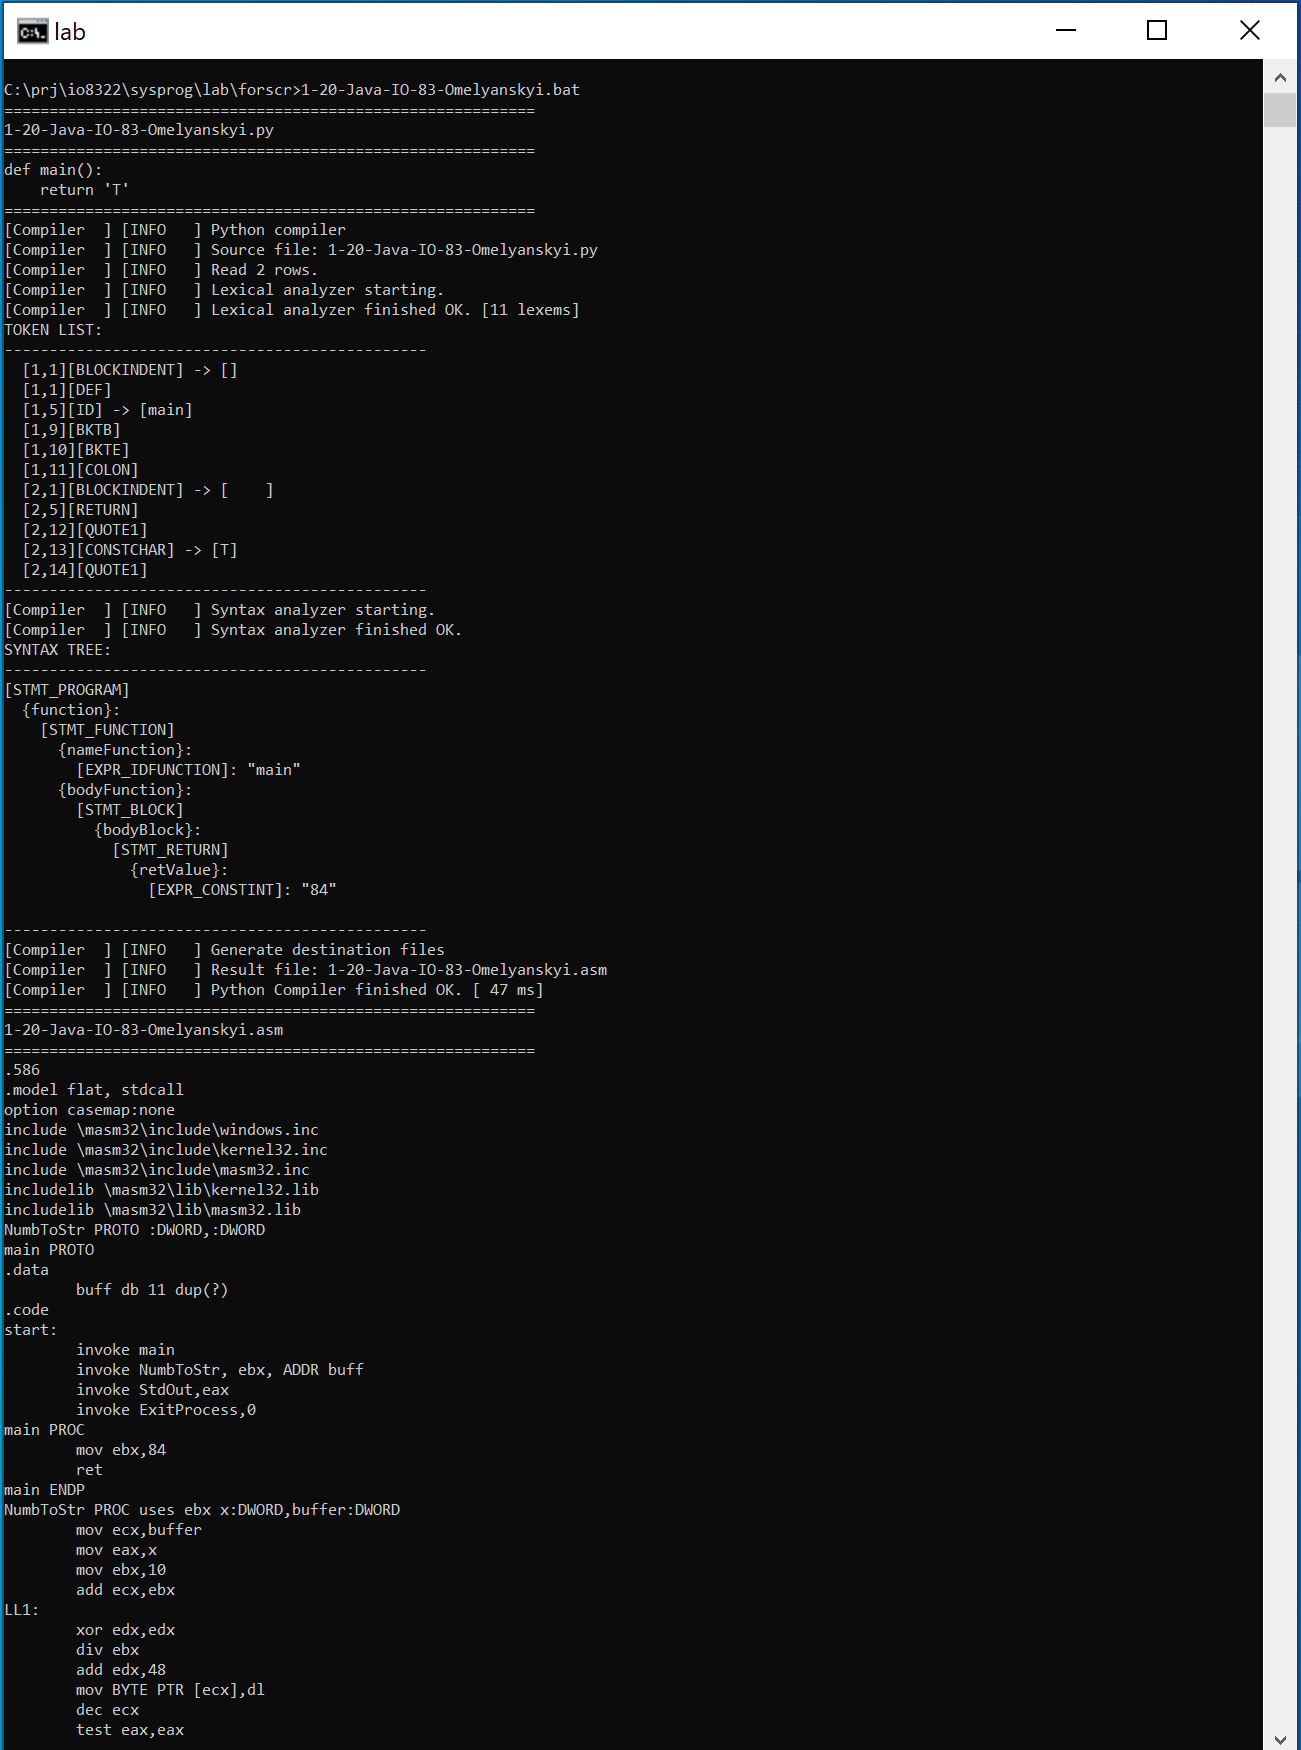 lab
C:\prj\io8322\sysprog\lab\forscr>1-20-Java-IO-83-Omelyanskyi.bat
===========================================================
1-20-Java-IO-83-Omelyanskyi.py
===========================================================
def main():
    return 'T'
===========================================================
[Compiler  ] [INFO   ] Python compiler
[Compiler  ] [INFO   ] Source file: 1-20-Java-IO-83-Omelyanskyi.py
[Compiler  ] [INFO   ] Read 2 rows.
[Compiler  ] [INFO   ] Lexical analyzer starting.
[Compiler  ] [INFO   ] Lexical analyzer finished OK. [11 lexems]
TOKEN LIST:
-----------------------------------------------
  [1,1][BLOCKINDENT] -> []
  [1,1][DEF]
  [1,5][ID] -> [main]
  [1,9][BKTB]
  [1,10][BKTE]
  [1,11][COLON]
  [2,1][BLOCKINDENT] -> [    ]
  [2,5][RETURN]
  [2,12][QUOTE1]
  [2,13][CONSTCHAR] -> [T]
  [2,14][QUOTE1]
-----------------------------------------------
[Compiler  ] [INFO   ] Syntax analyzer starting.
[Compiler  ] [INFO   ] Syntax analyzer finished OK.
SYNTAX TREE:
-----------------------------------------------
[STMT_PROGRAM]
  {function}:
    [STMT_FUNCTION]
      {nameFunction}:
        [EXPR_IDFUNCTION]: "main"
      {bodyFunction}:
        [STMT_BLOCK]
          {bodyBlock}:
            [STMT_RETURN]
              {retValue}:
                [EXPR_CONSTINT]: "84"
-----------------------------------------------
[Compiler  ] [INFO   ] Generate destination files
[Compiler  ] [INFO   ] Result file: 1-20-Java-IO-83-Omelyanskyi.asm
[Compiler  ] [INFO   ] Python Compiler finished OK. [ 47 ms]
===========================================================
1-20-Java-IO-83-Omelyanskyi.asm
===========================================================
.586
.model flat, stdcall
option casemap:none
include \masm32\include\windows.inc
include \masm32\include\kernel32.inc
include \masm32\include\masm32.inc
includelib \masm32\lib\kernel32.lib
includelib \masm32\lib\masm32.lib
NumbToStr PROTO :DWORD,:DWORD
main PROTO
.data
        buff db 11 dup(?)
.code
start:
        invoke main
        invoke NumbToStr, ebx, ADDR buff
        invoke StdOut,eax
        invoke ExitProcess,0
main PROC
        mov ebx,84
        ret
main ENDP
NumbToStr PROC uses ebx x:DWORD,buffer:DWORD
        mov ecx,buffer
        mov eax,x
        mov ebx,10
        add ecx,ebx
LL1:
        xor edx,edx
        div ebx
        add edx,48
        mov BYTE PTR [ecx],dl
        dec ecx
        test eax,eax